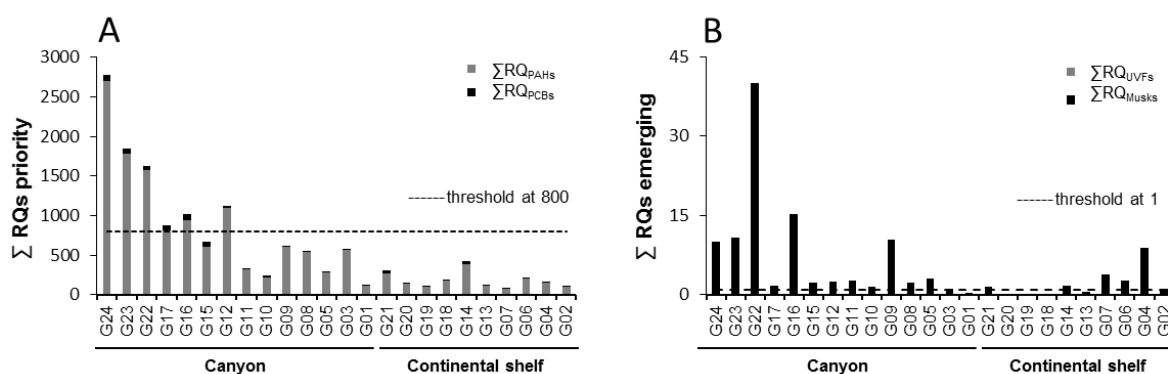 A
∑ RQs priority
3000
2500
2000
1500
1000
500
0
∑RQPAHs
∑RQPCBs
threshold at 800
G24 G23 G22 G17 G16 G15 G12 G11 G10 G09 G08 G05 G03 G01 G21 G20 G19 G18 G14 G13 G07 G06 G04 G02
Canyon Continental shelf
B
∑ RQs emerging
45
30
15
0
∑RQUVFs
∑RQMusks
threshold at 1
G24 G23 G22 G17 G16 G15 G12 G11 G10 G09 G08 G05 G03 G01 G21 G20 G19 G18 G14 G13 G07 G06 G04 G02
Canyon Continental shelf